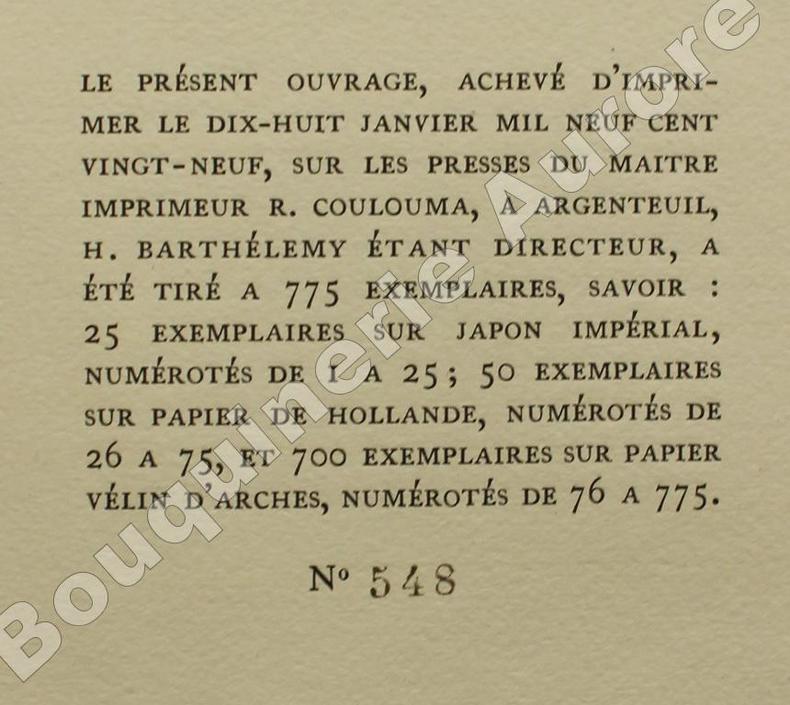 LE PRÉSENT OUVRAGE, ACHEVÉ D'IMPRI-
MER LE DIX-HUIT JANVIER MIL NEUF CENT
VINGT-NEUF, SUR LES PRESSES DU MAITRE
IMPRIMEUR R. COULOUMA, A ARGENTEUIL,
H. BARTHÉLEMY ÉTANT DIRECTEUR, A
ÉTÉ TIRÉ A 775 EXEMPLAIRES, SAVOIR :
25 EXEMPLAIRES SUR JAPON IMPÉRIAL,
NUMÉROTÉS DE I A 25 ; 50 EXEMPLAIRES
SUR PAPIER DE HOLLANDE, NUMÉROTÉS DE
26 A 75, ET 700 EXEMPLAIRES SUR PAPIER
VÉLIN D'ARCHES, NUMÉROTÉS DE 76 A 775.
Nº 548
Bouquinerie Aurore